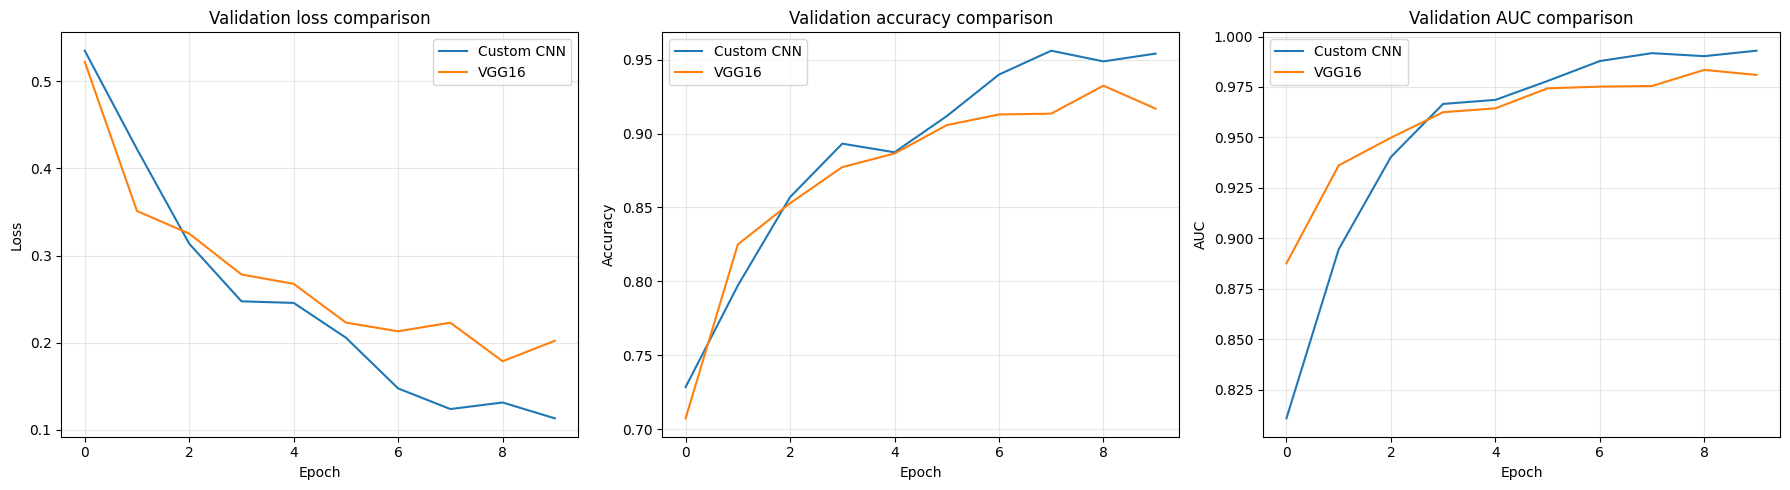 Validation loss comparison
Loss
0.5
0.4
0.3
0.2
0.1
Custom CNN
VGG16
0 2 4 6 8
Epoch
Validation accuracy comparison
Accuracy
0.95
0.90
0.85
0.80
0.75
0.70
Custom CNN
VGG16
0 2 4 6 8
Epoch
Validation AUC comparison
AUC
1.000
0.975
0.950
0.925
0.900
0.875
0.850
0.825
Custom CNN
VGG16
0 2 4 6 8
Epoch